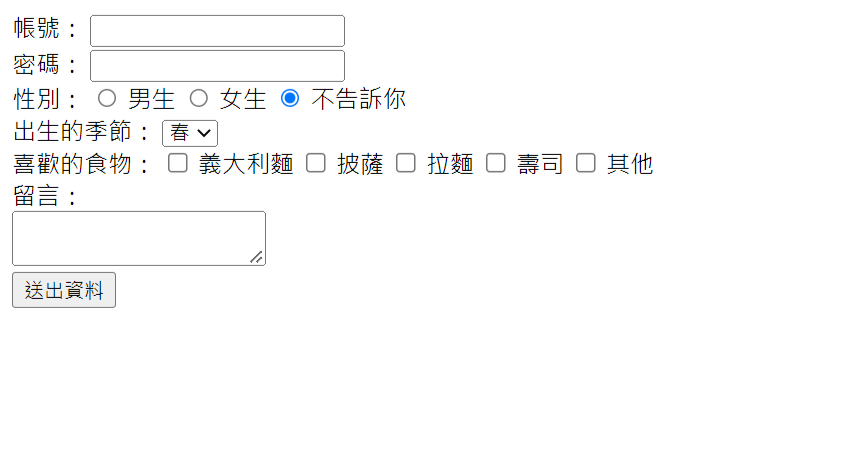 帳號：
密碼：
性別： 男生 女生 不告訴你
出生的季節： 春
喜歡的食物： 義大利麵 披薩 拉麵 壽司 其他
留言：
送出資料